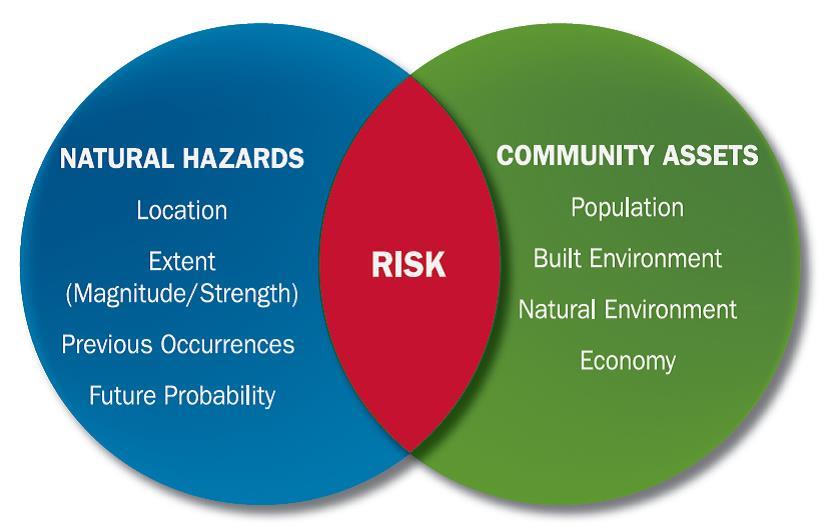 NATURAL HAZARDS
Location
Extent
(Magnitude/Strength)
Previous Occurrences
Future Probability
RISK
COMMUNITY ASSETS
Population
Built Environment
Natural Environment
Economy